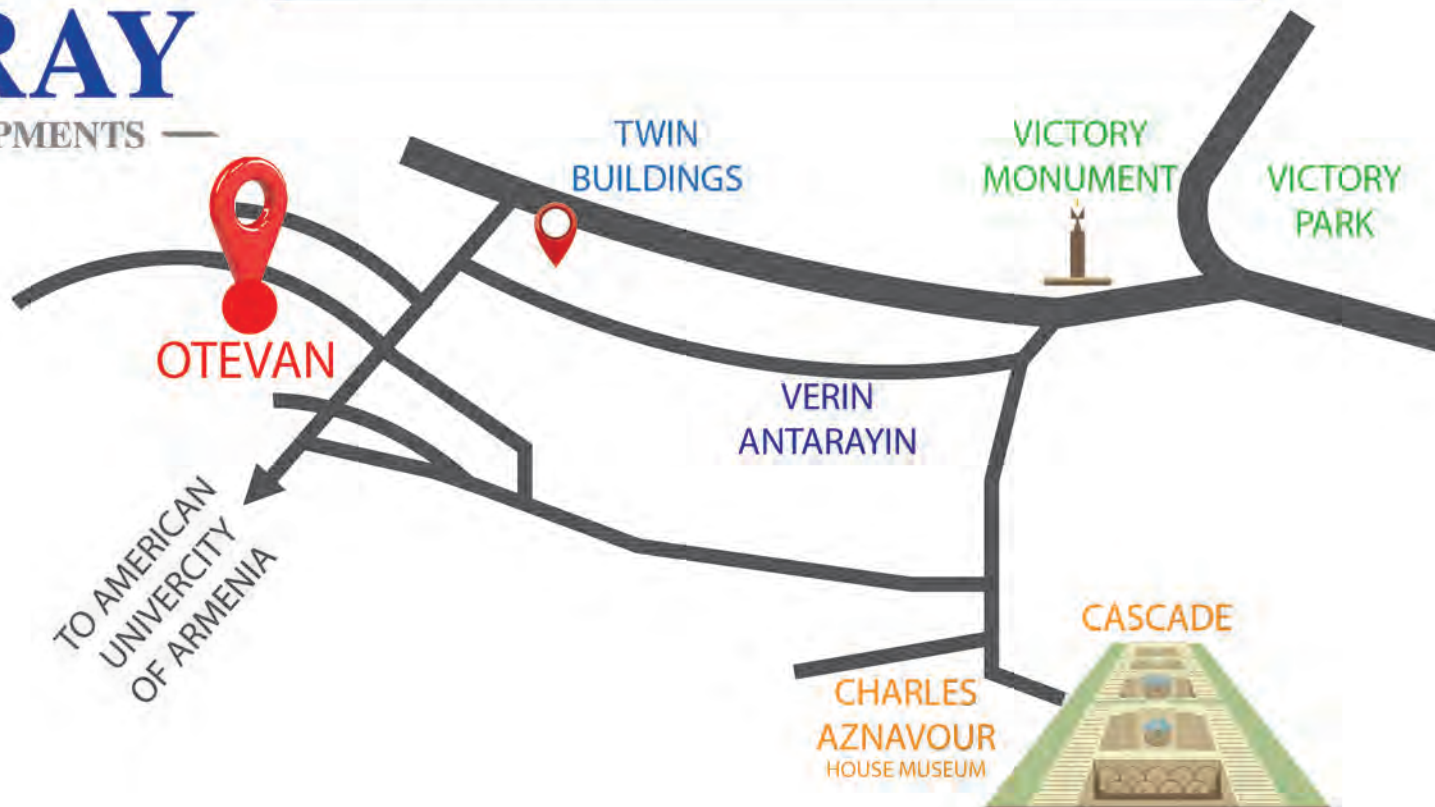 RAY
PMENTS
TWIN
BUILDINGS
VICTORY
MONUMENT
VICTORY
PARK
OTEVAN
VERIN
ANTARAYIN
TO AMERICAN
UNIVERCITY
OF ARMENIA
CASCADE
CHARLES
AZNAVOUR
HOUSE MUSEUM